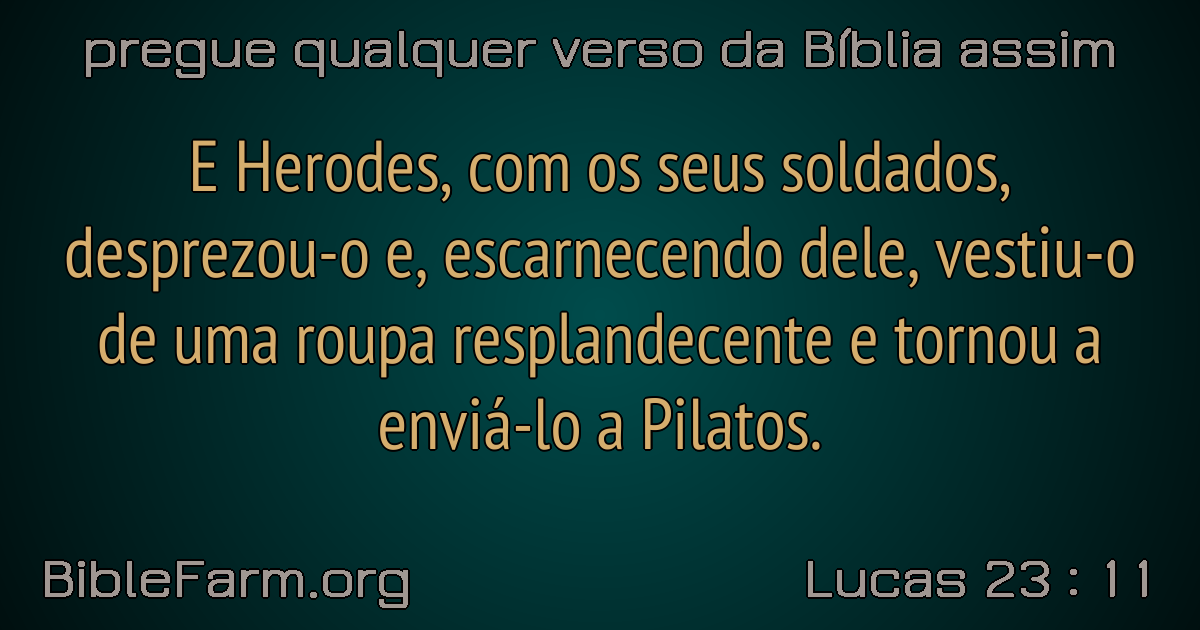 pregue qualquer verso da Bíblia assim
E Herodes, com os seus soldados,
desprezou-o e, escarnecendo dele, vestiu-o
de uma roupa resplandecente e tornou a
enviá-lo a Pilatos.
BibleFarm.org
Lucas 23 : 11